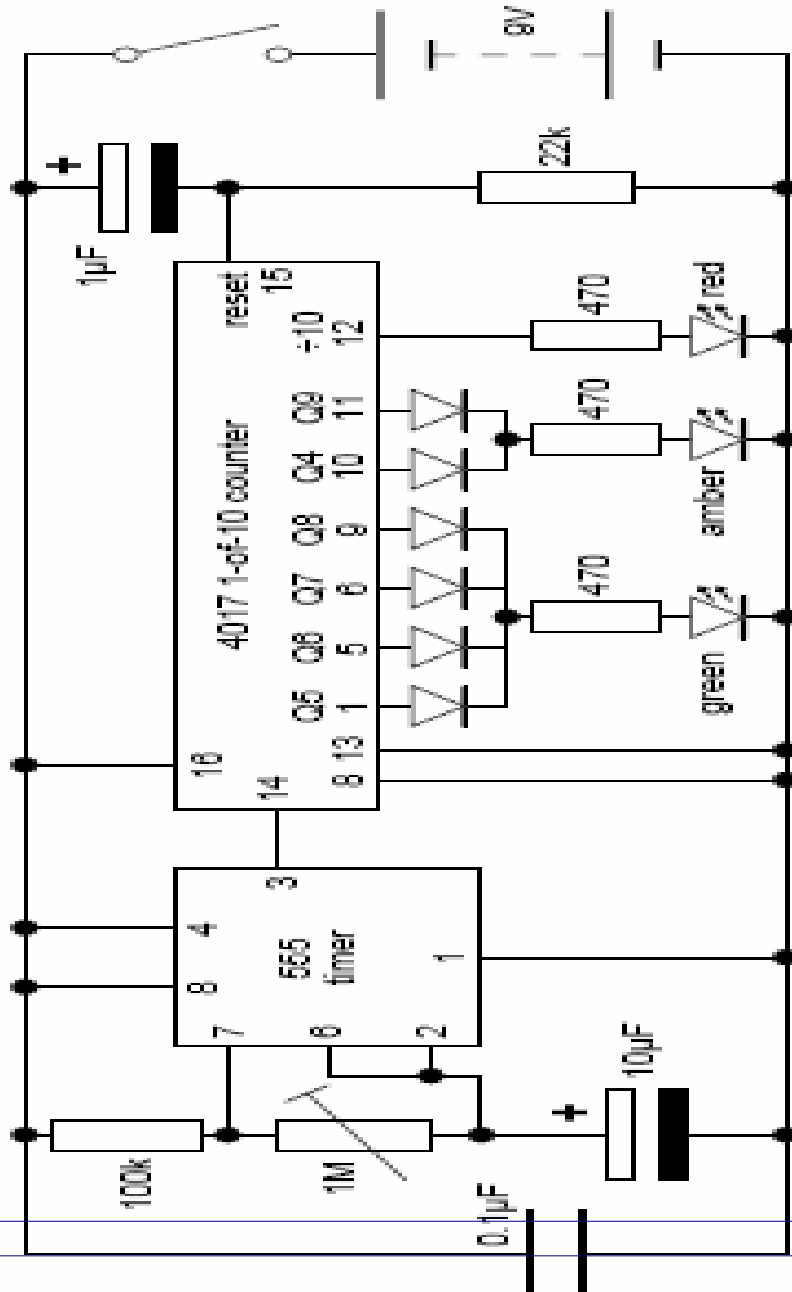 +
1µF
100k
8 4 16
7
4017 1-of-10 counter
reset
14
15
3
555
timer
Q5 Q6 Q7 Q8 Q4 Q9 ÷10
6
1M
8 13 1 5 6 9 10 11 12
2
1
0.1µF
9V
22k
+
470 470 470
10µF
green amber red